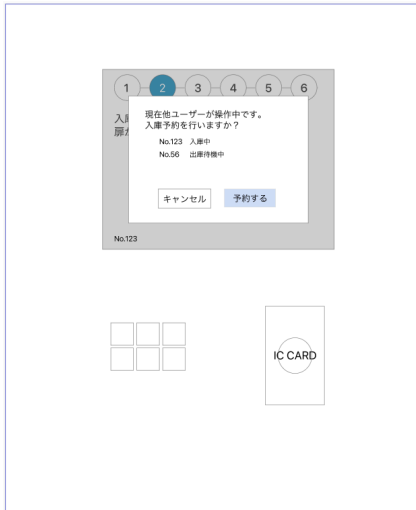 1 2 3 4 5 6
入庫
現在他ユーザーが操作中です。
入庫予約を行いますか？
No.123 入庫中
No.56 出庫待機中
キャンセル 予約する
No.123
IC CARD